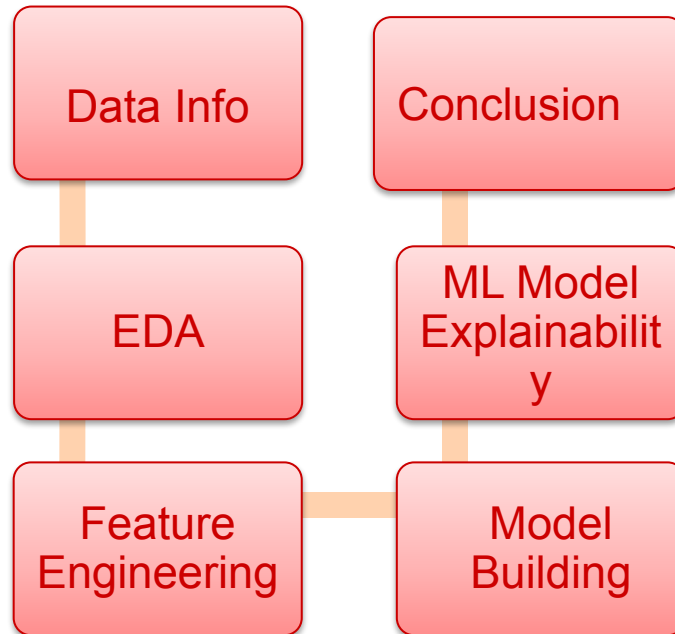 Data Info
EDA
Feature
Engineering
Model
Building
ML Model
Explainabilit
y
Conclusion